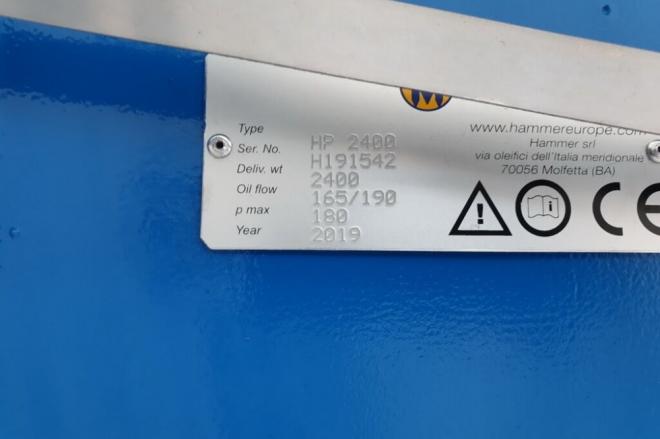 Type HP 2400
Ser. No. H191542
Deliv. wt 2400
Oil flow 165/190
p max 180
Year 2019
www.hammereurope.com
Hammer srl
via oleifici dell'Italia meridionale
70056 Molfetta (BA)
CE